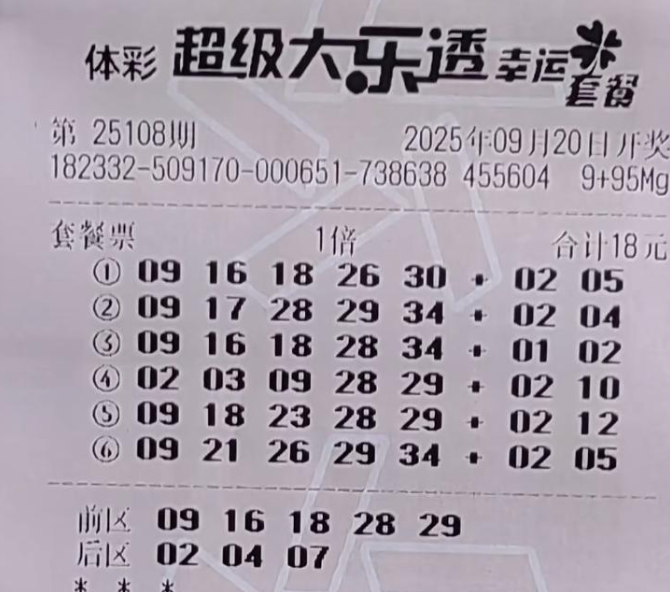 体彩 超级大乐透 幸运套餐
第 25108期 2025年09月20日开奖
182332-509170-000651-738638 455604 9+95Mg
套餐票 1倍 合计18元
① 09 16 18 26 30 + 02 05
② 09 17 28 29 34 + 02 04
③ 09 16 18 28 34 + 01 02
④ 02 03 09 28 29 + 02 10
⑤ 09 18 23 28 29 + 02 12
⑥ 09 21 26 29 34 + 02 05
前区 09 16 18 28 29
后区 02 04 07
* * *